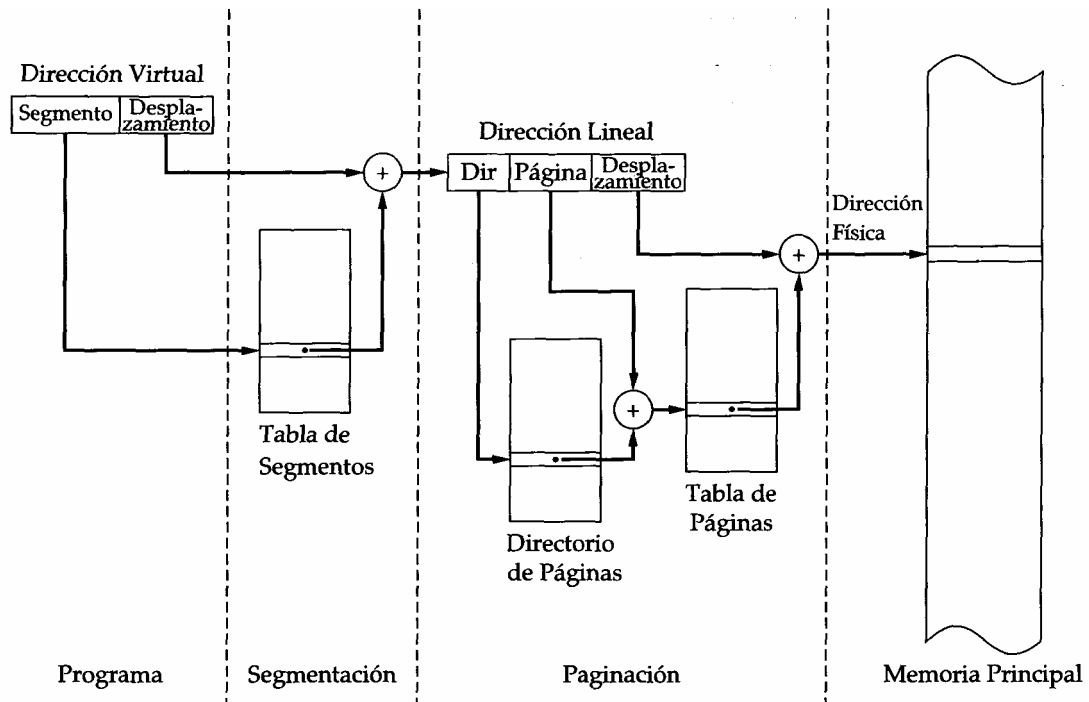 Dirección Virtual
Segmento
Despla-
zamiento
+
Dirección Lineal
Dir
Página
Despla-
zamiento
Dirección
Física
+
+
Tabla de
Segmentos
Directorio
de Páginas
Tabla de
Páginas
Programa
Segmentación
Paginación
Memoria Principal